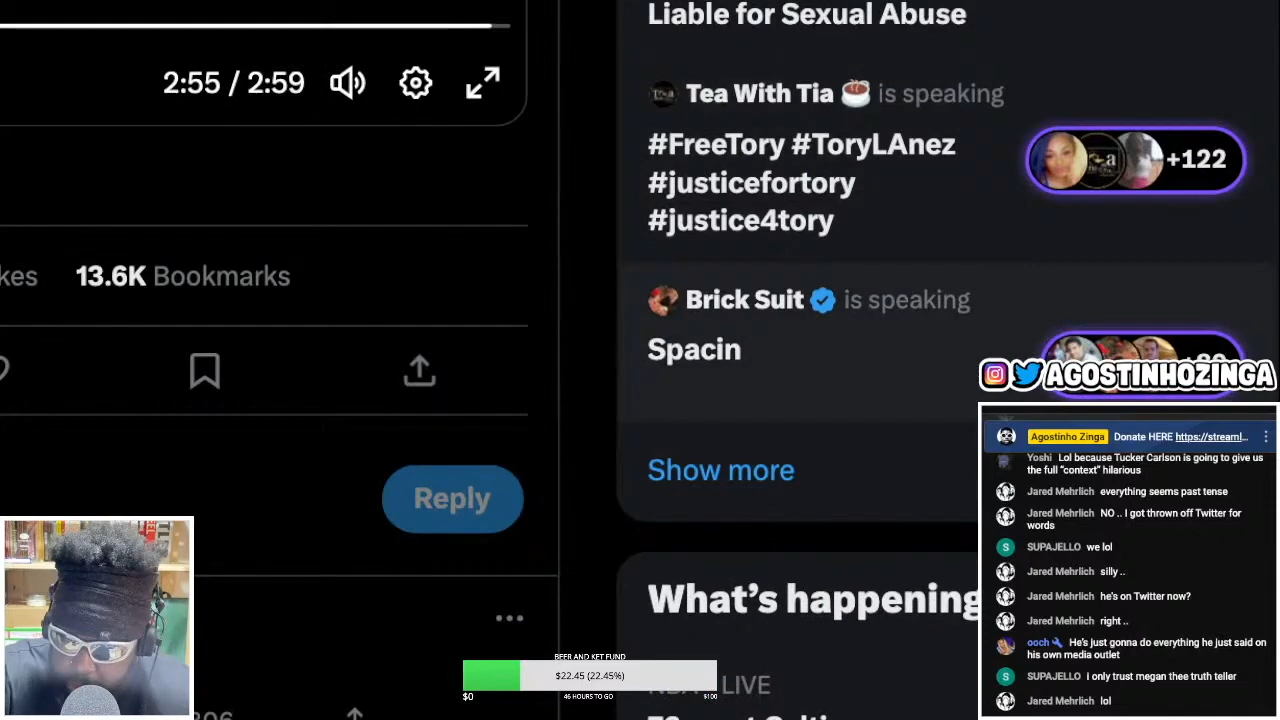 Liable for Sexual Abuse
2:55 / 2:59
Tea With Tia ☕ is speaking
#FreeTory #ToryLAnez
#justicefortory
#justice4tory
+122
kes 13.6K Bookmarks
Brick Suit is speaking
Spacin
AGOSTINHOZINGA
Show more
Reply
What's happening
LIVE
BEER AND KET FUND
$22.45 (22.45%)
$0 46 HOURS TO GO $100
Agostinho Zinga Donate HERE https://streaml...
Yoshi Lol because Tucker Carlson is going to give us
the full “context” hilarious
Jared Mehrlich everything seems past tense
Jared Mehrlich NO .. I got thrown off Twitter for
words
S SUPAJELLO we lol
Jared Mehrlich silly ..
Jared Mehrlich he's on Twitter now?
Jared Mehrlich right ..
ooch He's just gonna do everything he just said on
his own media outlet
S SUPAJELLO i only trust megan thee truth teller
Jared Mehrlich lol